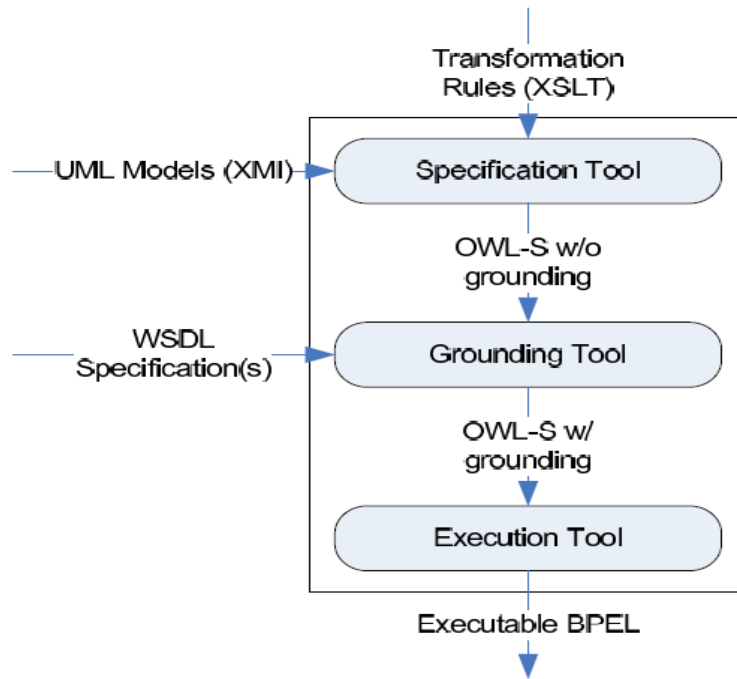 Transformation
Rules (XSLT)
UML Models (XMI)
Specification Tool
OWL-S w/o
grounding
WSDL
Specification(s)
Grounding Tool
OWL-S w/
grounding
Execution Tool
Executable BPEL